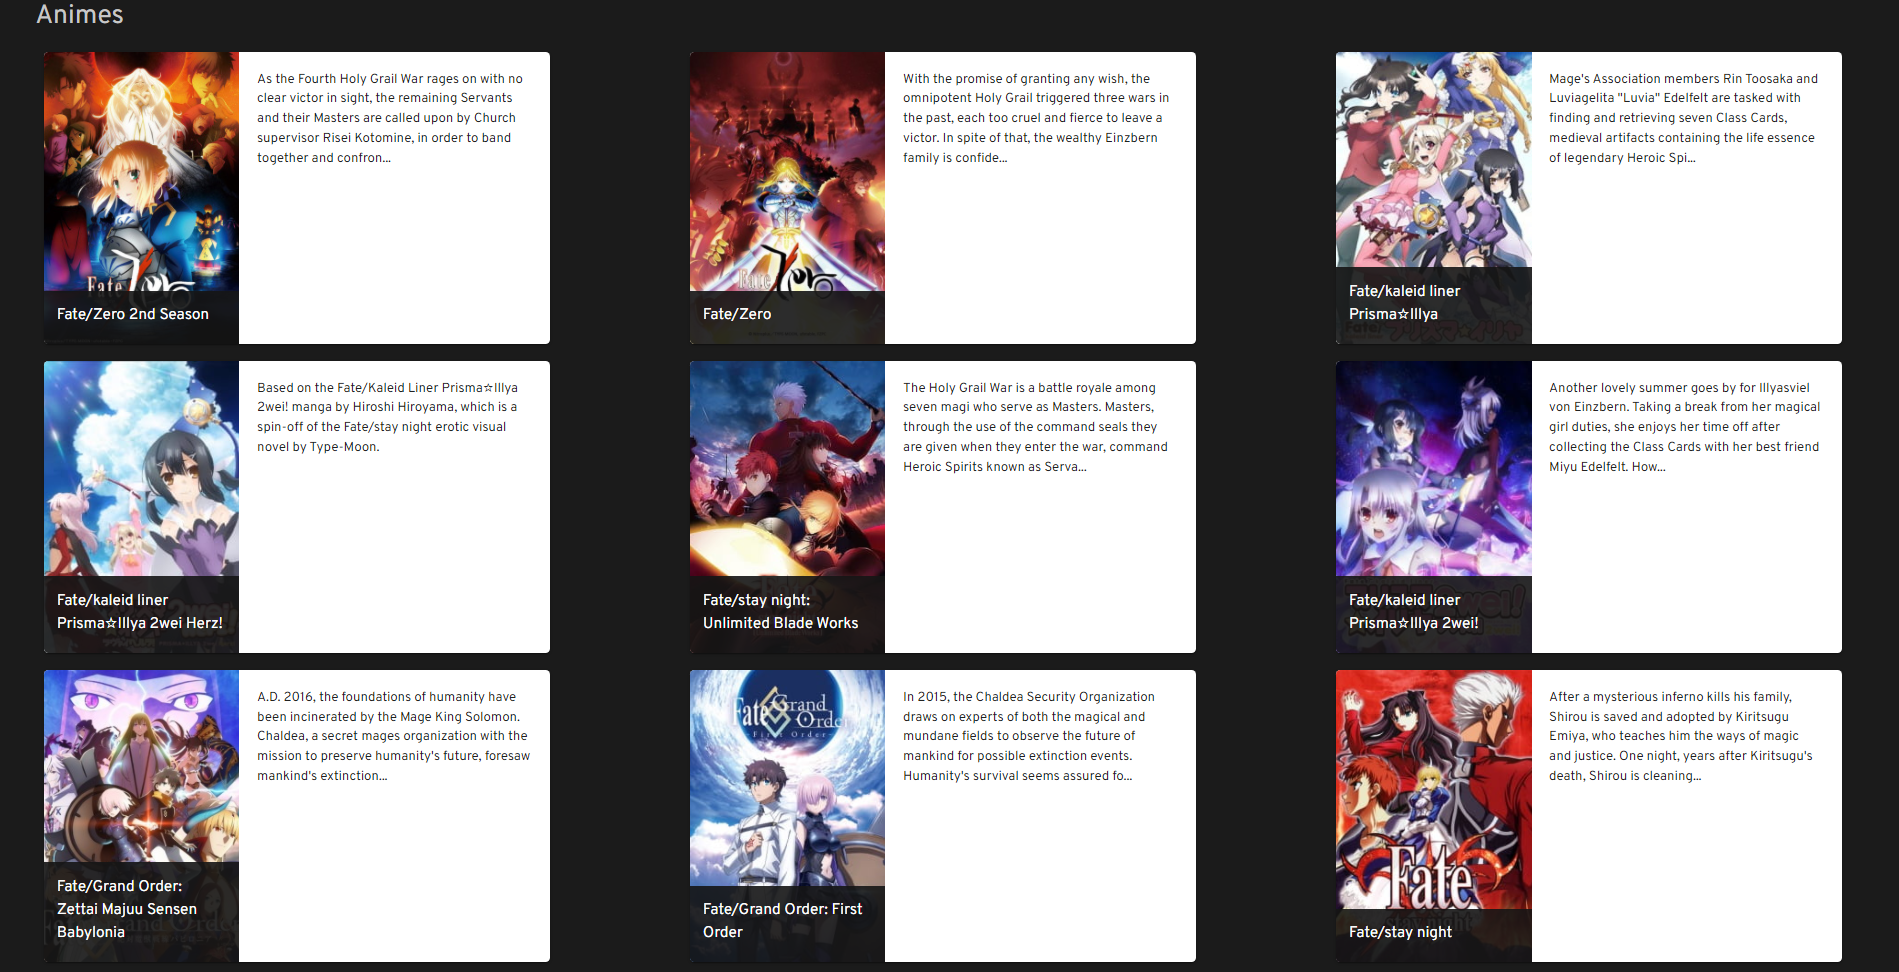 Animes
As the Fourth Holy Grail War rages on with no
clear victor in sight, the remaining Servants
and their Masters are called upon by Church
supervisor Risei Kotomine, in order to band
together and confron...
Fate
Fate/Zero 2nd Season
With the promise of granting any wish, the
omnipotent Holy Grail triggered three wars in
the past, each too cruel and fierce to leave a
victor. In spite of that, the wealthy Einzbern
family is confide...
Fate
Fate/Zero
Mage's Association members Rin Toosaka and
Luviagelita "Luvia" Edelfelt are tasked with
finding and retrieving seven Class Cards,
medieval artifacts containing the life essence
of legendary Heroic Spi...
Fate/kaleid liner
Prisma☆Illya
Based on the Fate/Kaleid Liner Prisma☆Illya
2wei! manga by Hiroshi Hiroyama, which is a
spin-off of the Fate/stay night erotic visual
novel by Type-Moon.
Fate/kaleid liner
Prisma☆Illya 2wei Herz!
The Holy Grail War is a battle royale among
seven magi who serve as Masters. Masters,
through the use of the command seals they
are given when they enter the war, command
Heroic Spirits known as Serva...
Fate/stay night:
Unlimited Blade Works
Another lovely summer goes by for Illyasviel
von Einzbern. Taking a break from her magical
girl duties, she enjoys her time off after
collecting the Class Cards with her best friend
Miyu Edelfelt. How...
Fate/kaleid liner
Prisma☆Illya 2wei!
A.D. 2016, the foundations of humanity have
been incinerated by the Mage King Solomon.
Chaldea, a secret mages organization with the
mission to preserve humanity's future, foresaw
mankind's extinction...
Fate/Grand Order:
Zettai Majuu Sensen
Babylonia
Fate Grand
Order
-First Order-
In 2015, the Chaldea Security Organization
draws on experts of both the magical and
mundane fields to observe the future of
mankind for possible extinction events.
Humanity's survival seems assured fo...
Fate/Grand Order: First
Order
After a mysterious inferno kills his family,
Shirou is saved and adopted by Kiritsugu
Emiya, who teaches him the ways of magic
and justice. One night, years after Kiritsugu's
death, Shirou is cleaning...
Fate
stay night
Fate/stay night